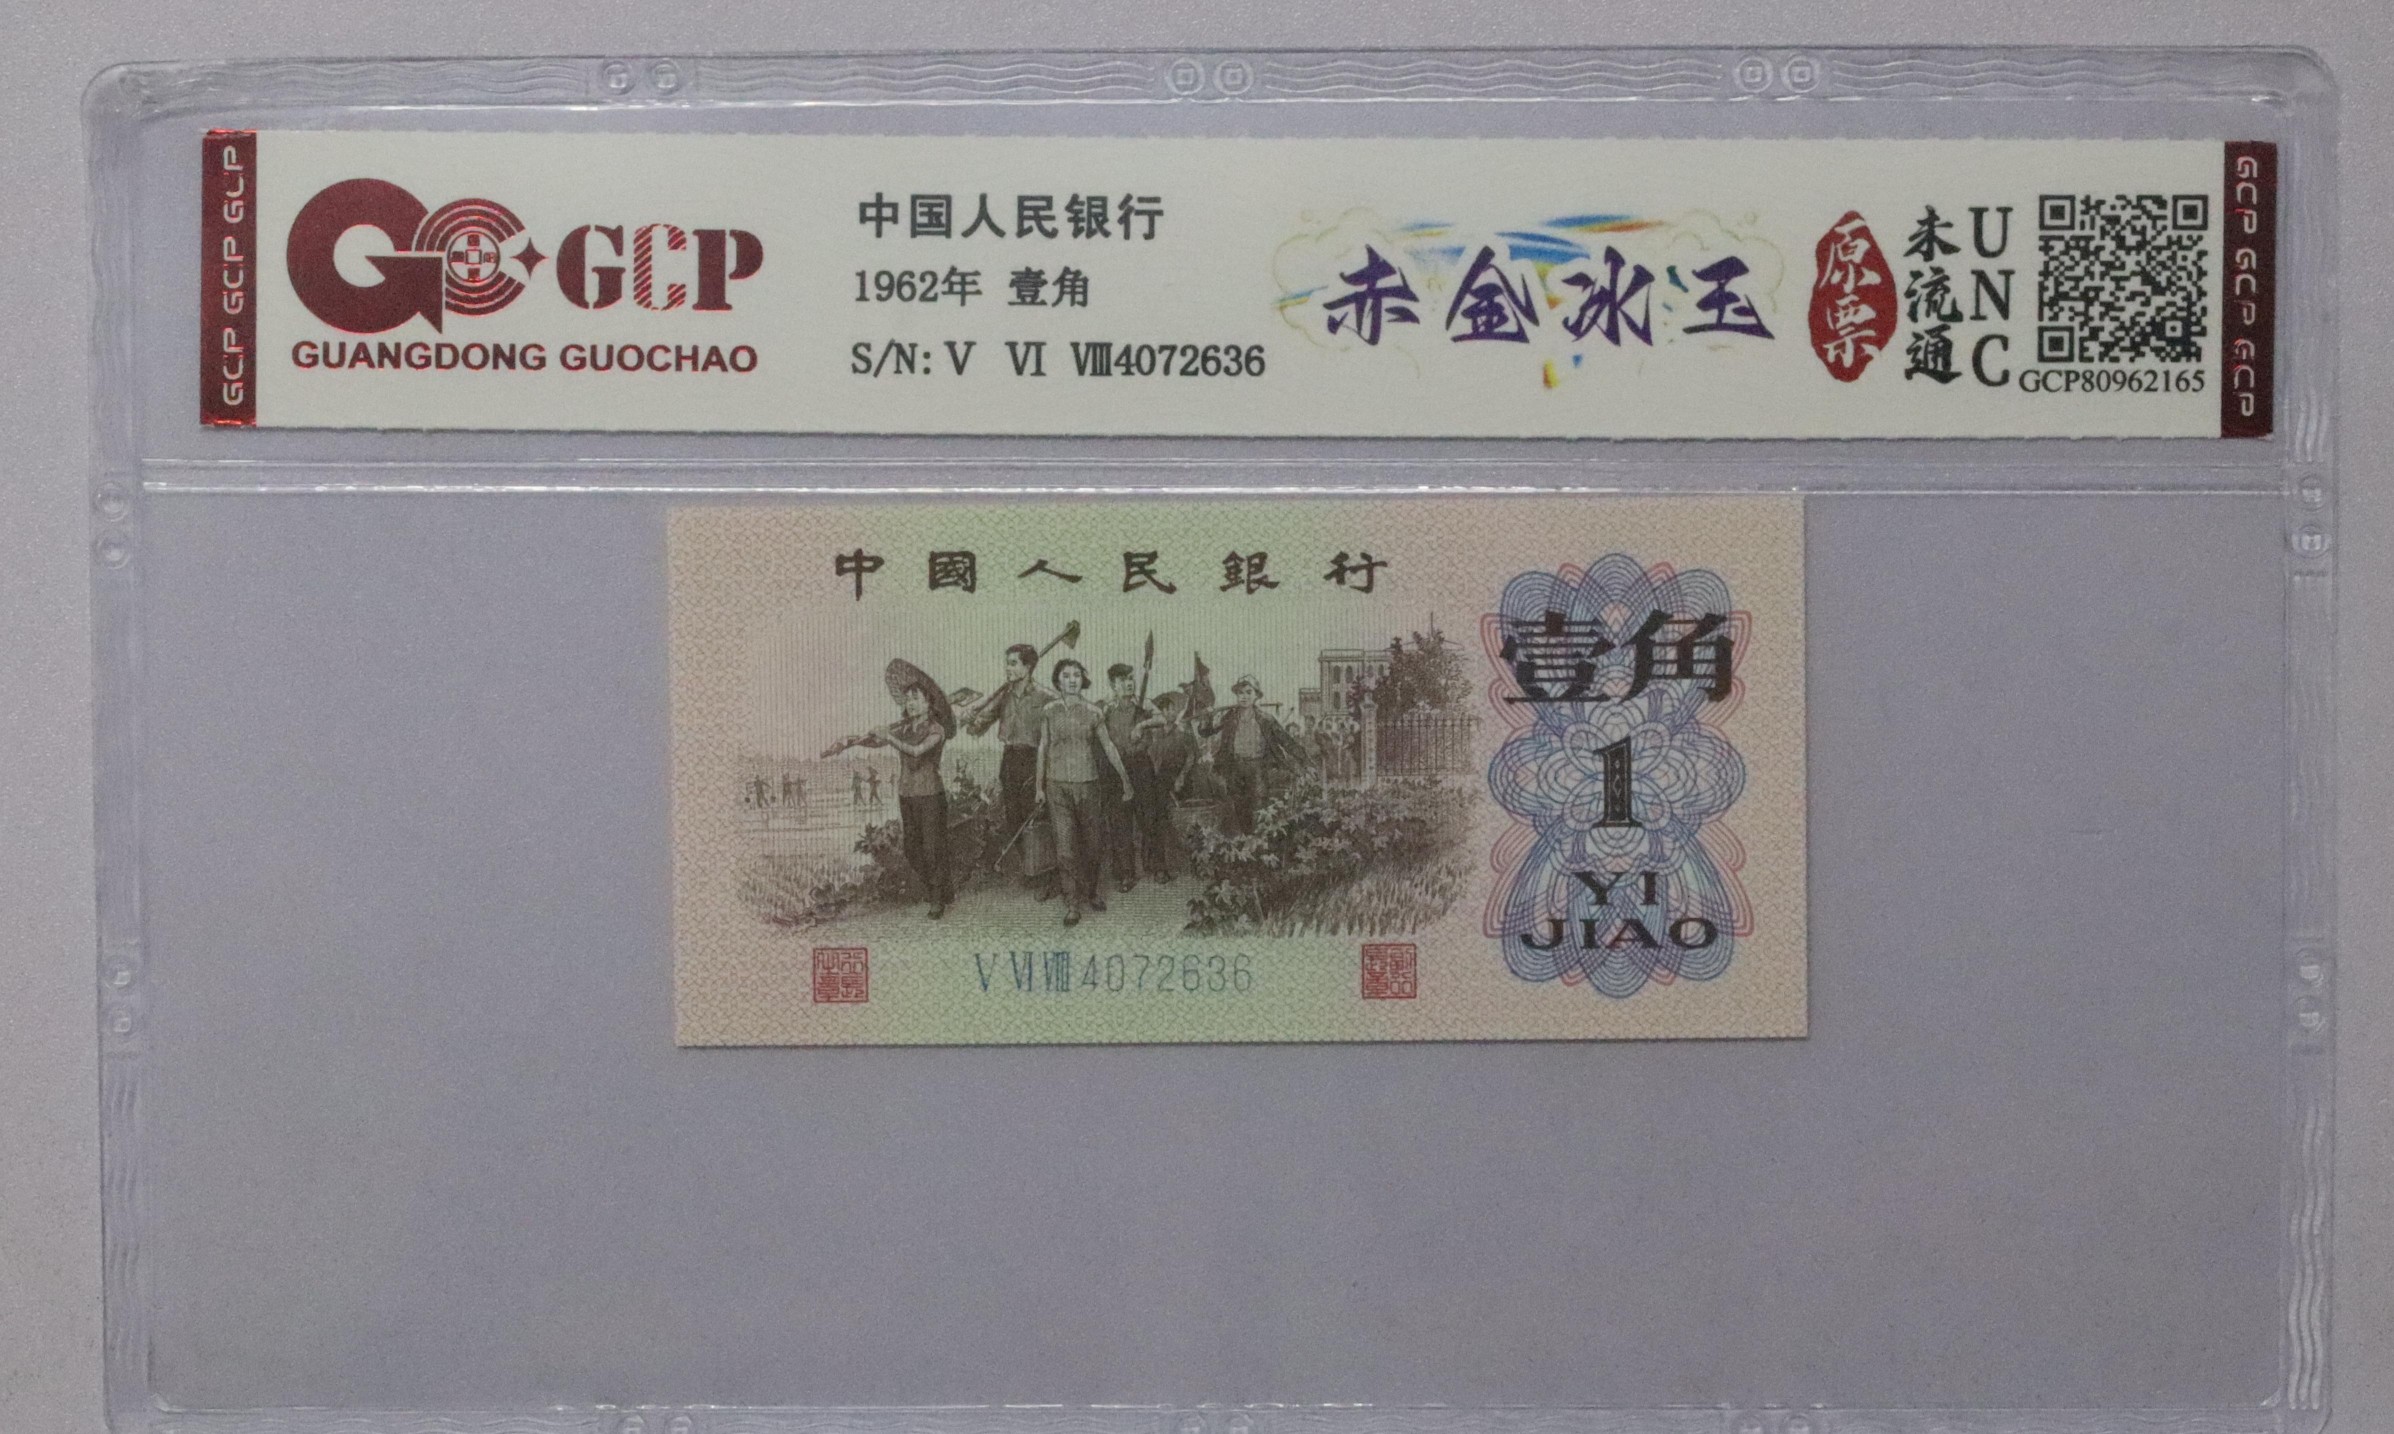 GCP GCP GCP
GCP
GUANGDONG GUOCHAO
中国人民银行
1962年 壹角
S/N: Ⅴ Ⅵ Ⅷ4072636
赤金冰玉
原票
未流通
UNC
GCP80962165
GCP GCP GCP
中國人民銀行
壹角
1
YI
JIAO
Ⅴ Ⅵ Ⅷ 4072636